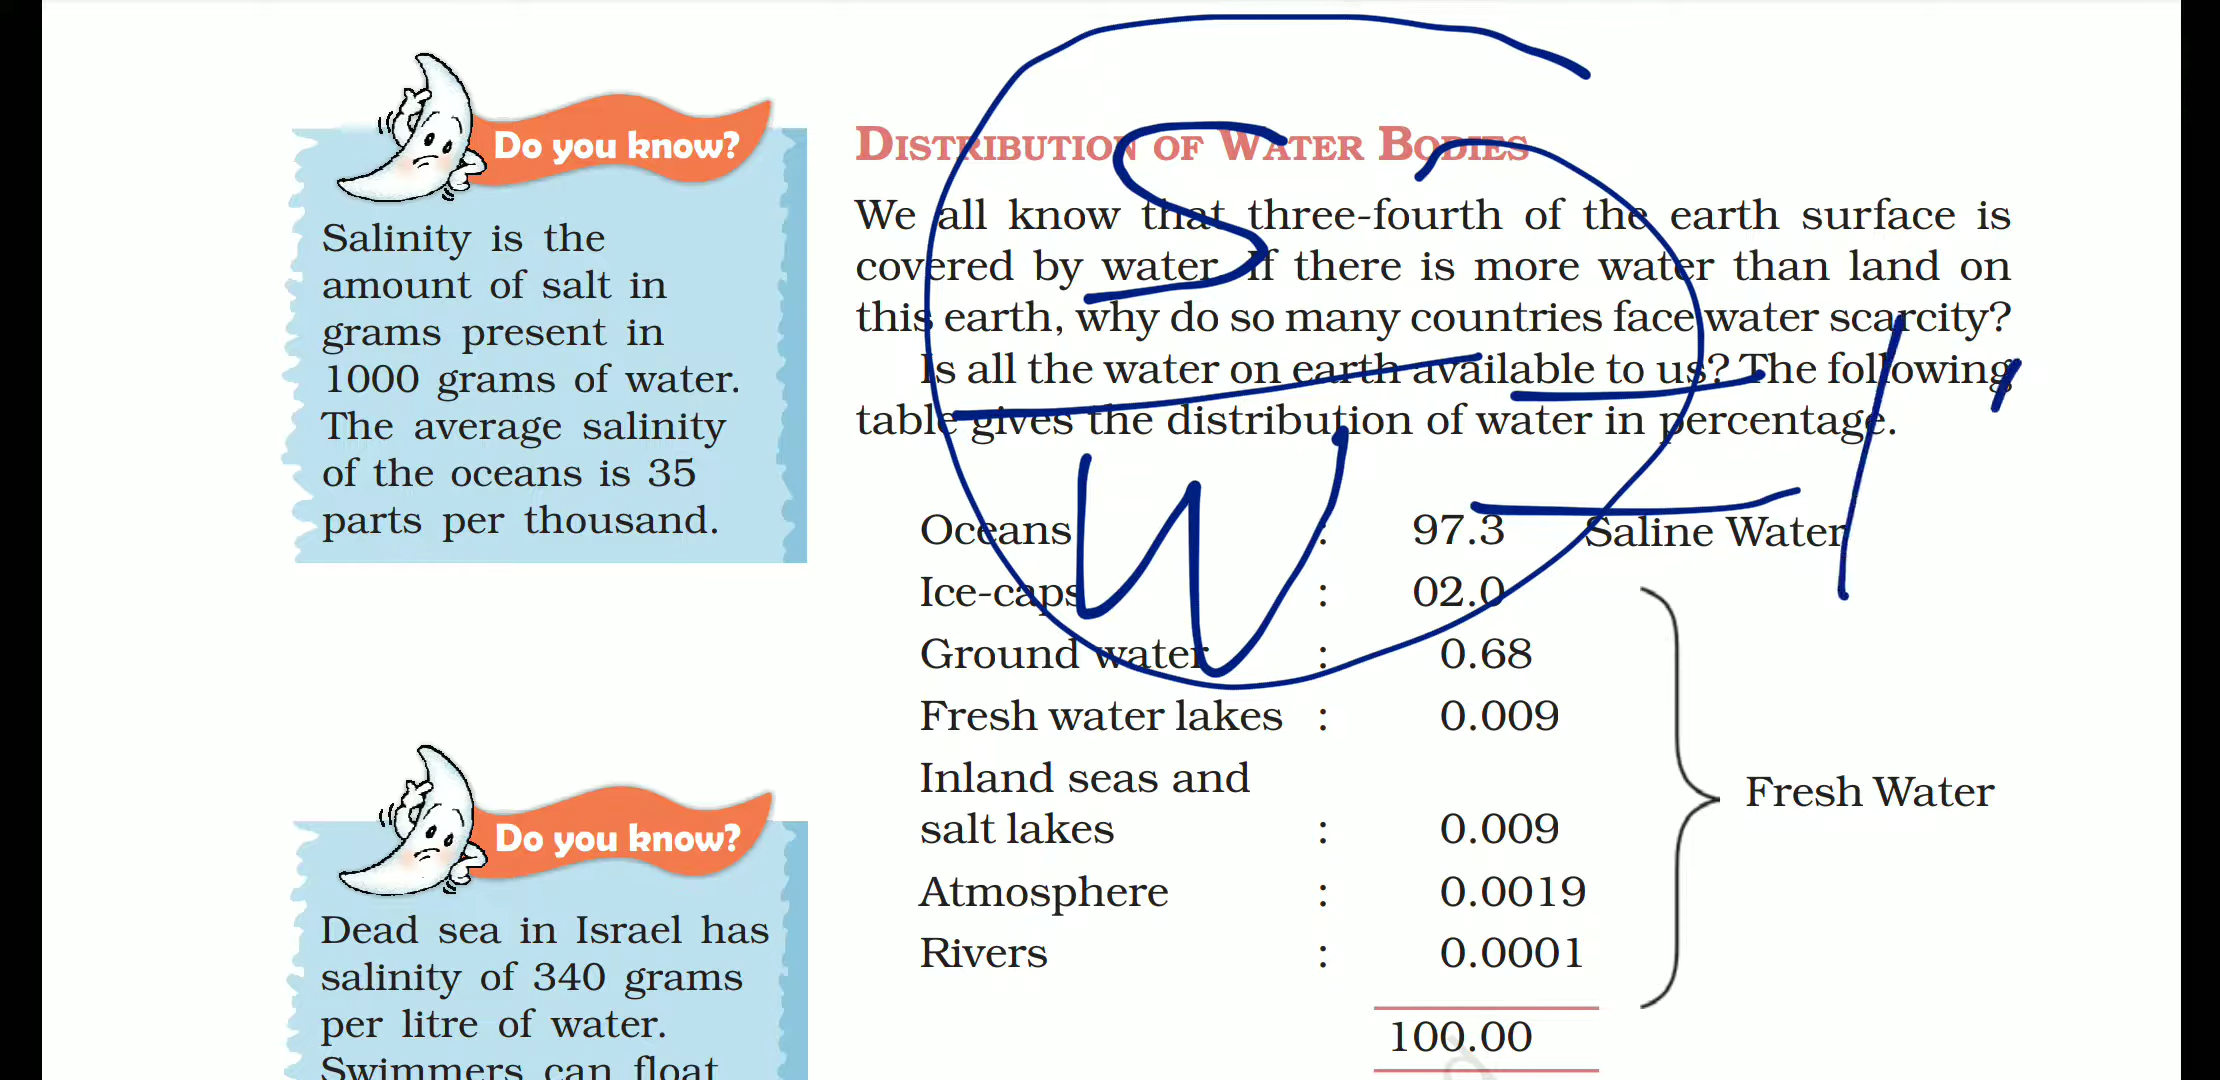 Do you know?
Salinity is the
amount of salt in
grams present in
1000 grams of water.
The average salinity
of the oceans is 35
parts per thousand.
Do you know?
Dead sea in Israel has
salinity of 340 grams
per litre of water.
Swimmers can float
DISTRIBUTION OF WATER BODIES
We all know that three-fourth of the earth surface is
covered by water. If there is more water than land on
this earth, why do so many countries face water scarcity?
Is all the water on earth available to us? The following
table gives the distribution of water in percentage.
Oceans : 97.3 Saline Water
Ice-caps : 02.0
Ground water : 0.68
Fresh water lakes : 0.009
Inland seas and
salt lakes : 0.009
Fresh Water
Atmosphere : 0.0019
Rivers : 0.0001
100.00
S
W